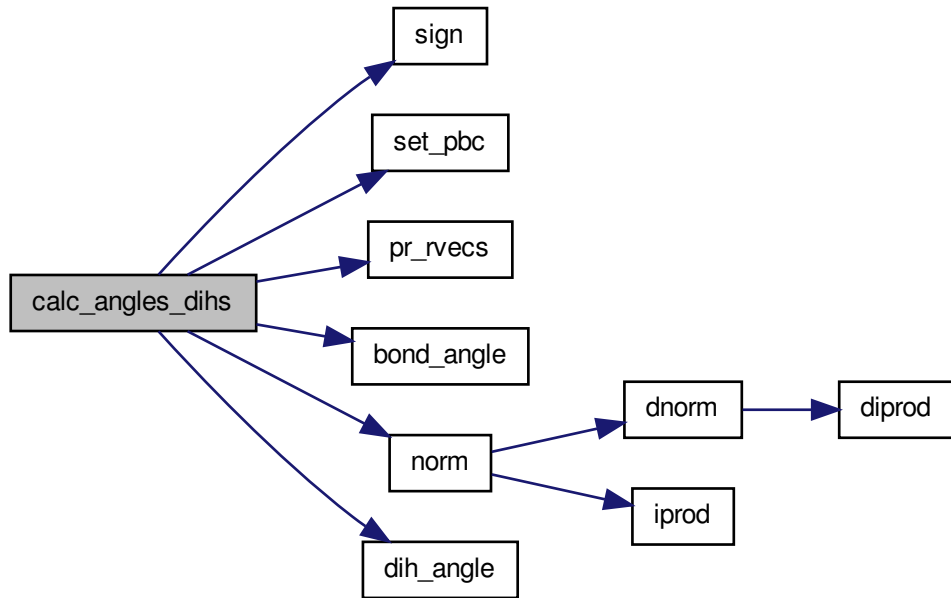 sign
set_pbc
pr_rvecs
calc_angles_dihs
bond_angle
dnorm
diprod
norm
iprod
dih_angle